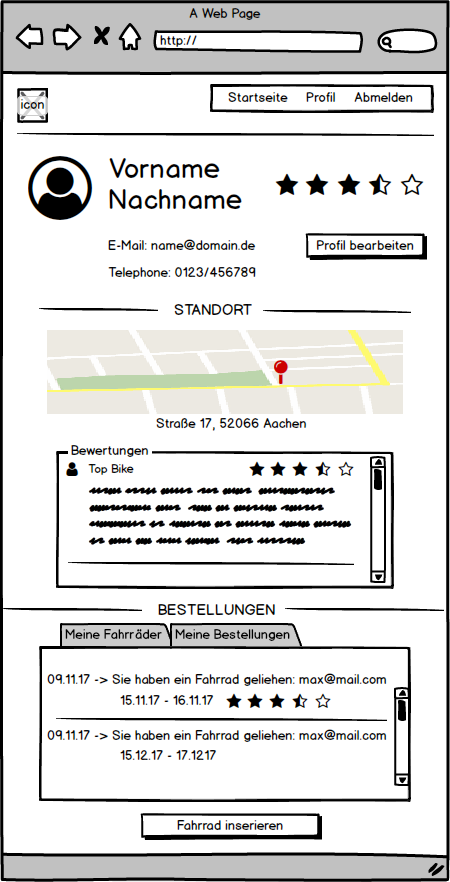 A Web Page
http://
icon
Startseite Profil Abmelden
Vorname
Nachname
E-Mail: name@domain.de
Profil bearbeiten
Telephone: 0123/456789
STANDORT
Straße 17, 52066 Aachen
Bewertungen
Top Bike
BESTELLUNGEN
Meine Fahrräder Meine Bestellungen
09.11.17 -> Sie haben ein Fahrrad geliehen: max@mail.com
15.11.17 - 16.11.17
09.11.17 -> Sie haben ein Fahrrad geliehen: max@mail.com
15.12.17 - 17.1217
Fahrrad inserieren